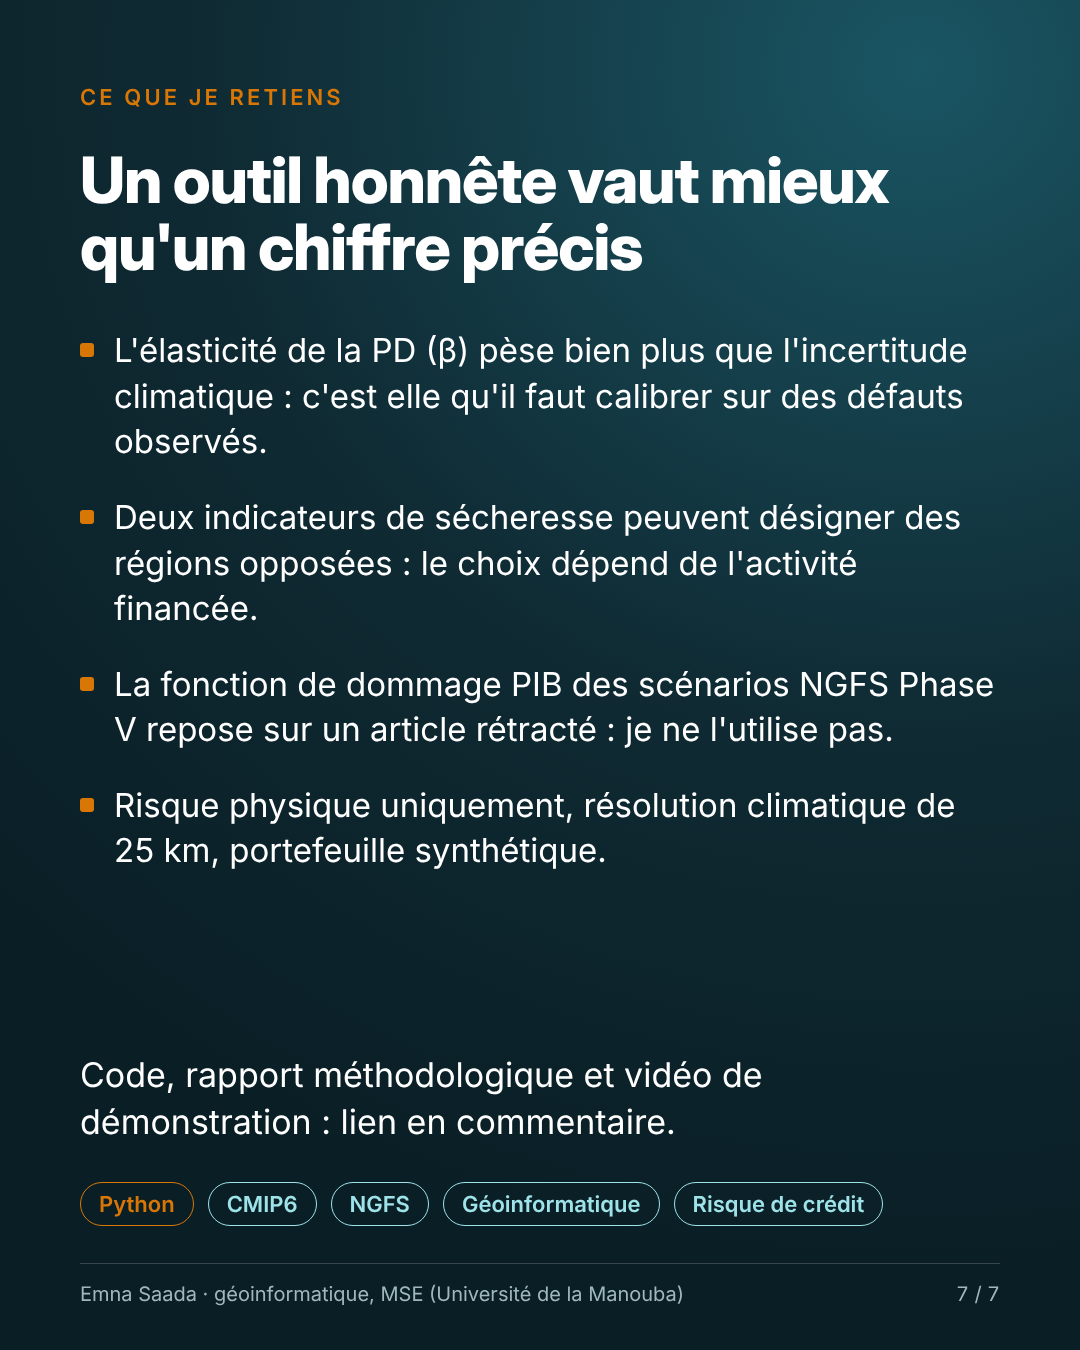 CE QUE JE RETIENS
Un outil honnête vaut mieux
qu'un chiffre précis
L'élasticité de la PD (β) pèse bien plus que l'incertitude
climatique : c'est elle qu'il faut calibrer sur des défauts
observés.
Deux indicateurs de sécheresse peuvent désigner des
régions opposées : le choix dépend de l'activité
financée.
La fonction de dommage PIB des scénarios NGFS Phase
V repose sur un article rétracté : je ne l'utilise pas.
Risque physique uniquement, résolution climatique de
25 km, portefeuille synthétique.
Code, rapport méthodologique et vidéo de
démonstration : lien en commentaire.
Python CMIP6 NGFS Géoinformatique Risque de crédit
Emna Saada · géoinformatique, MSE (Université de la Manouba) 7 / 7